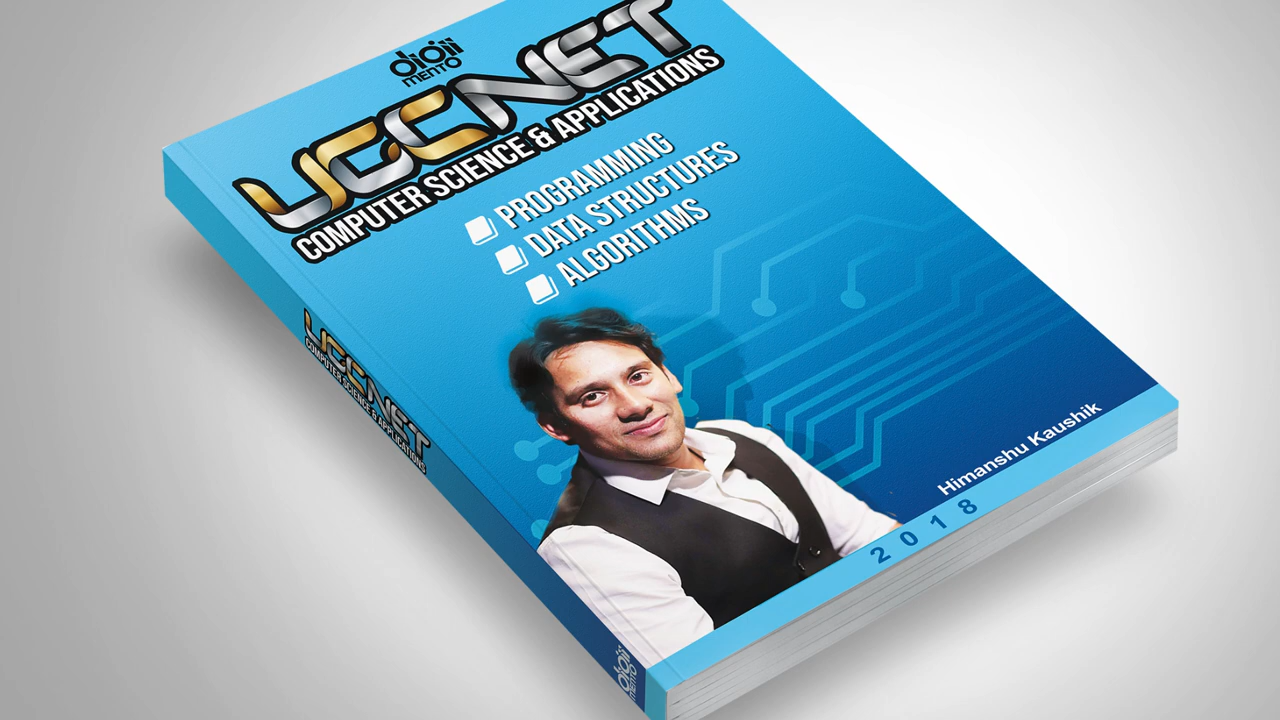 digii
MENTO
UGCNET
COMPUTER SCIENCE & APPLICATIONS
PROGRAMMING
DATA STRUCTURES
ALGORITHMS
Himanshu Kaushik
2018
UGCNET
COMPUTER SCIENCE & APPLICATIONS
digii
MENTO